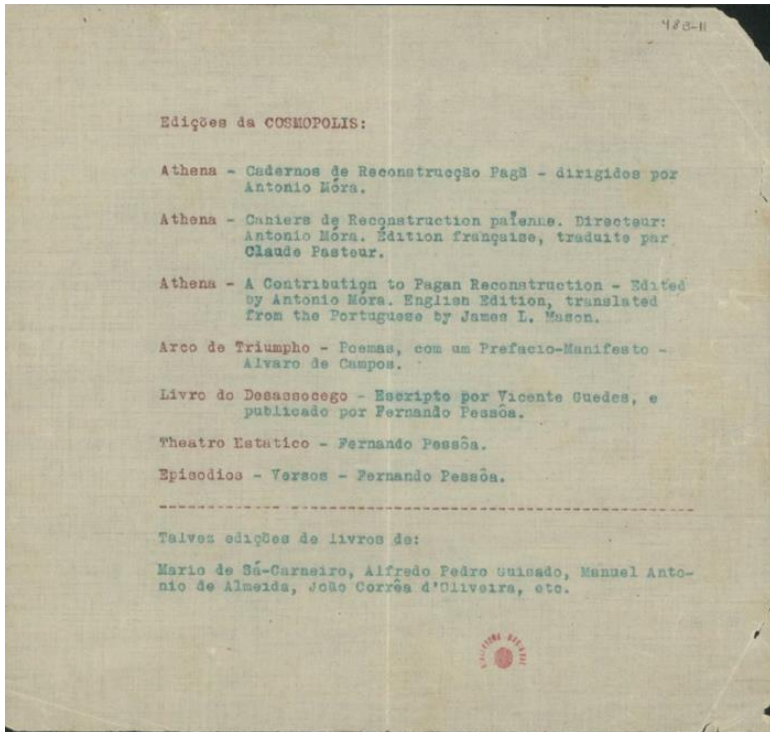 483-11
Edições da COSMOPOLIS:
Athena - Cadernos de Reconstrucção Pagã - dirigidos por
Antonio Móra.
Athena - Cahiers de Reconstruction païenne. Directeur:
Antonio Móra. Édition française, traduite par
Claude Pasteur.
Athena - A Contribution to Pagan Reconstruction - Edited
by Antonio Móra. English Edition, translated
from the Portuguese by James L. Mason.
Arco de Triumpho - Poemas, com um Prefacio-Manifesto -
Alvaro de Campos.
Livro do Desassocego - Escripto por Vicente Guedes, e
publicado por Fernando Pessôa.
Theatro Estatico - Fernando Pessôa.
Episodios - Versos - Fernando Pessôa.
Talvez edições de livros de:
Mario de Sá-Carneiro, Alfredo Pedro Guisado, Manuel Anto-
nio de Almeida, João Corrêa d'Oliveira, etc.